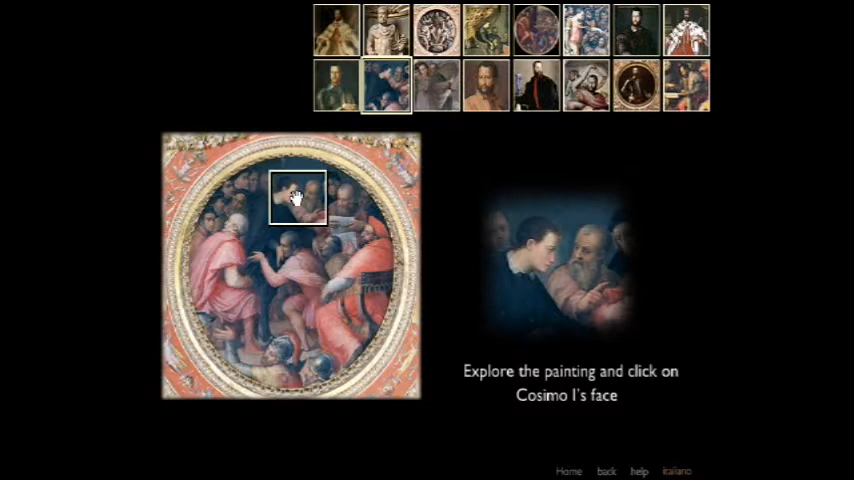 Explore the painting and click on
Cosimo I's face
Home back help italiano